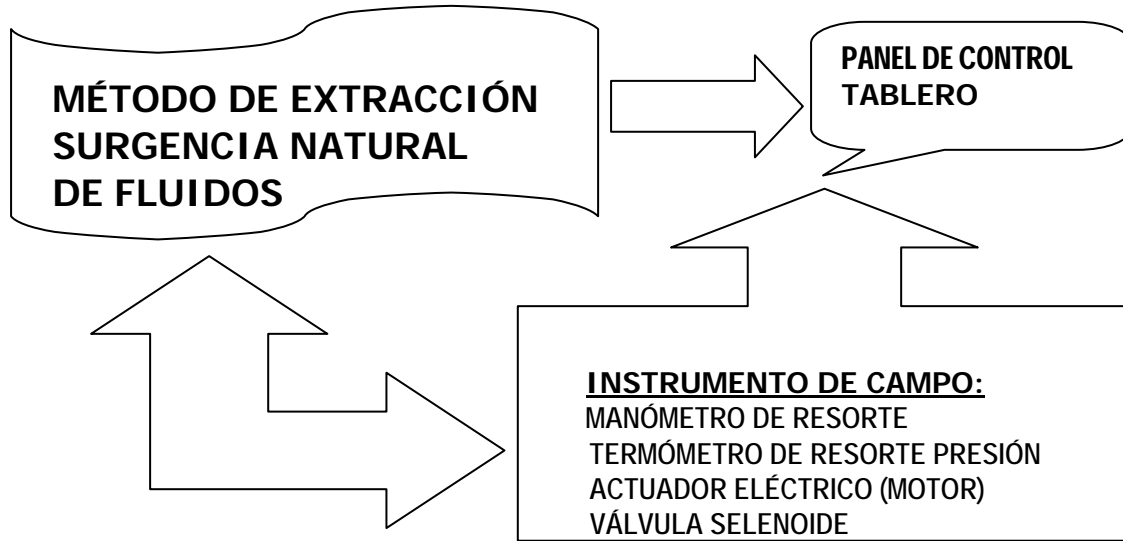 MÉTODO DE EXTRACCIÓN
SURGENCIA NATURAL
DE FLUIDOS
PANEL DE CONTROL
TABLERO
INSTRUMENTO DE CAMPO:
MANÓMETRO DE RESORTE
TERMÓMETRO DE RESORTE PRESIÓN
ACTUADOR ELÉCTRICO (MOTOR)
VÁLVULA SELENOIDE